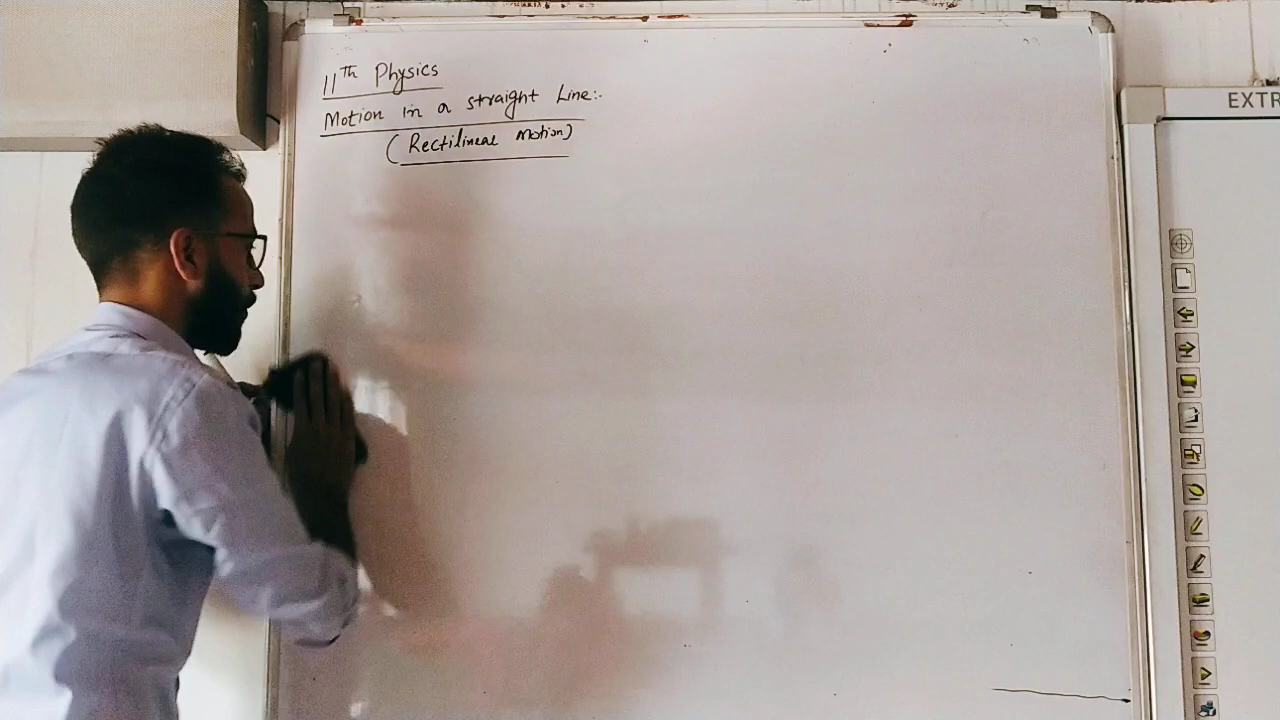 11th Physics
Motion in a straight Line:-
(Rectilinear Motion)
EXTR